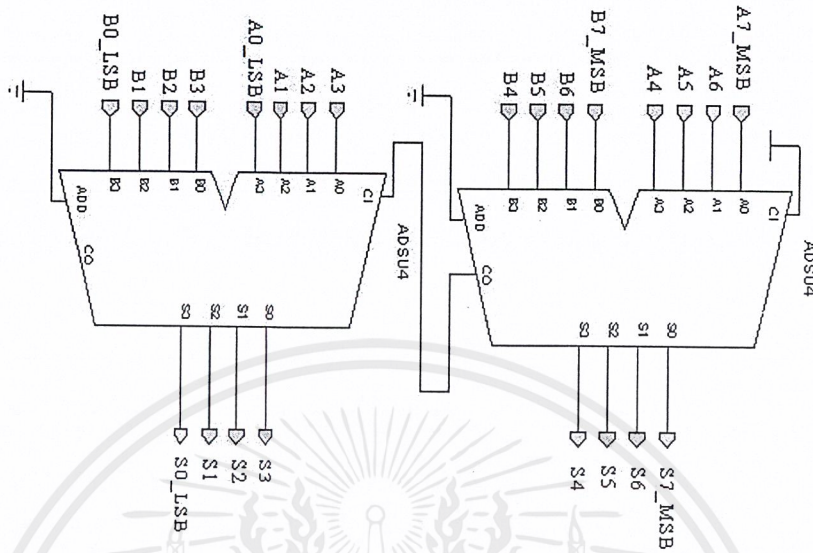 ADSU4
CI
A7_MSB A0
A6 A1
A5 A2
A4 A3
B7_MSB B0
B6 B1
B5 B2
B4 B3
ADD
CO
S0 S7_MSB
S1 S6
S2 S5
S3 S4
ADSU4
CI
A3 A0
A2 A1
A1 A2
A0_LSB A3
B3 B0
B2 B1
B1 B2
B0_LSB B3
ADD
CO
S0 S3
S1 S2
S2 S1
S3 S0_LSB